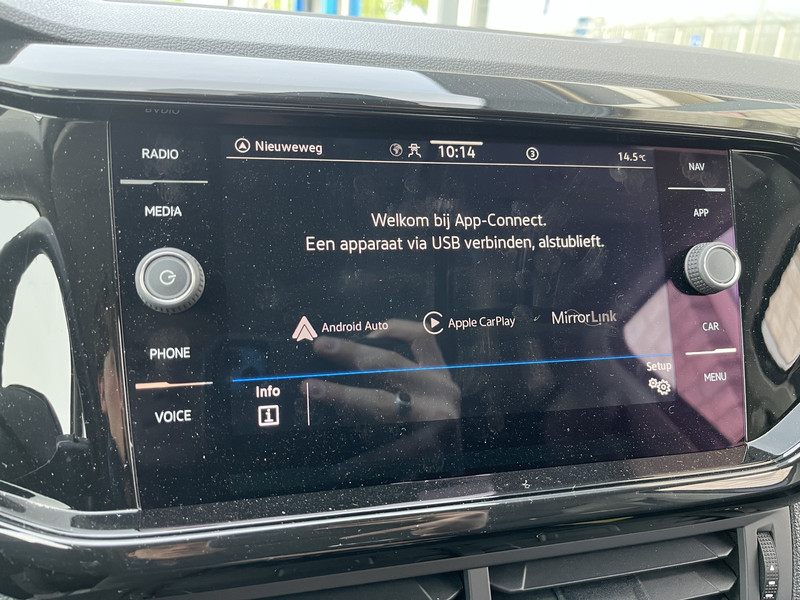 RADIO
MEDIA
PHONE
VOICE
Nieuweweg
10:14
3
14.5°C
Welkom bij App-Connect.
Een apparaat via USB verbinden, alstublieft.
Android Auto
Apple CarPlay
MirrorLink
Info
i
Setup
NAV
APP
CAR
MENU